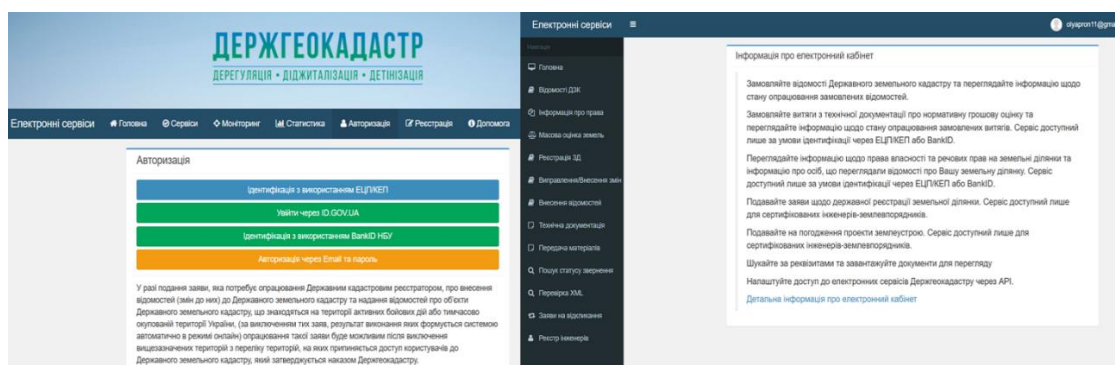 ДЕРЖГЕОКАДАСТР
ДЕРЕГУЛЯЦІЯ • ДІДЖИТАЛІЗАЦІЯ • ДЕТІНІЗАЦІЯ
Електронні сервіси Головна Сервіси Моніторинг Статистика Авторизація Реєстрація Допомога
Авторизація
Ідентифікація з використанням ЕЦП/КЕП
Увійти через ID.GOV.UA
Ідентифікація з використанням BankID НБУ
Авторизація через Email та пароль
У разі подання заяви, яка потребує опрацювання Державним кадастровим реєстратором, про внесення
відомостей (змін до них) до Державного земельного кадастру та надання відомостей про об'єкти
Державного земельного кадастру, що знаходяться на території активних бойових дій або тимчасово
окупованій території України, (за виключенням тих заяв, результат виконання яких формується системою
автоматично в режимі онлайн) опрацювання такої заяви буде можливим після виключення
вищезазначених територій з переліку територій, на яких припиняється доступ користувачів до
Державного земельного кадастру, який затверджується наказом Держгеокадастру.
Електронні сервіси
olyapron11@gma
Навігація
Головна
Відомості ДЗК
Інформація про права
Масова оцінка земель
Реєстрація ЗД
Виправлення/Внесення змін
Внесення відомостей
Технічна документація
Передача матеріалів
Пошук статусу звернення
Перевірка XML
Заяви на відкликання
Реєстр інженерів
Інформація про електронний кабінет
Замовляйте відомості Державного земельного кадастру та переглядайте інформацію щодо
стану опрацювання замовлених відомостей.
Замовляйте витяги з технічної документації про нормативну грошову оцінку та
переглядайте інформацію щодо стану опрацювання замовлених витягів. Сервіс доступний
лише за умови ідентифікації через ЕЦП/КЕП або BankID.
Переглядайте інформацію щодо права власності та речових прав на земельні ділянки та
інформацію про осіб, що переглядали відомості про Вашу земельну ділянку. Сервіс
доступний лише за умови ідентифікації через ЕЦП/КЕП або BankID.
Подавайте заяви щодо державної реєстрації земельної ділянки. Сервіс доступний лише
для сертифікованих інженерів-землевпорядників.
Подавайте на погодження проекти землеустрою. Сервіс доступний лише для
сертифікованих інженерів-землевпорядників.
Шукайте за реквізитами та завантажуйте документи для перегляду
Налаштуйте доступ до електронних сервісів Держгеокадастру через API.
Детальна інформація про електронний кабінет